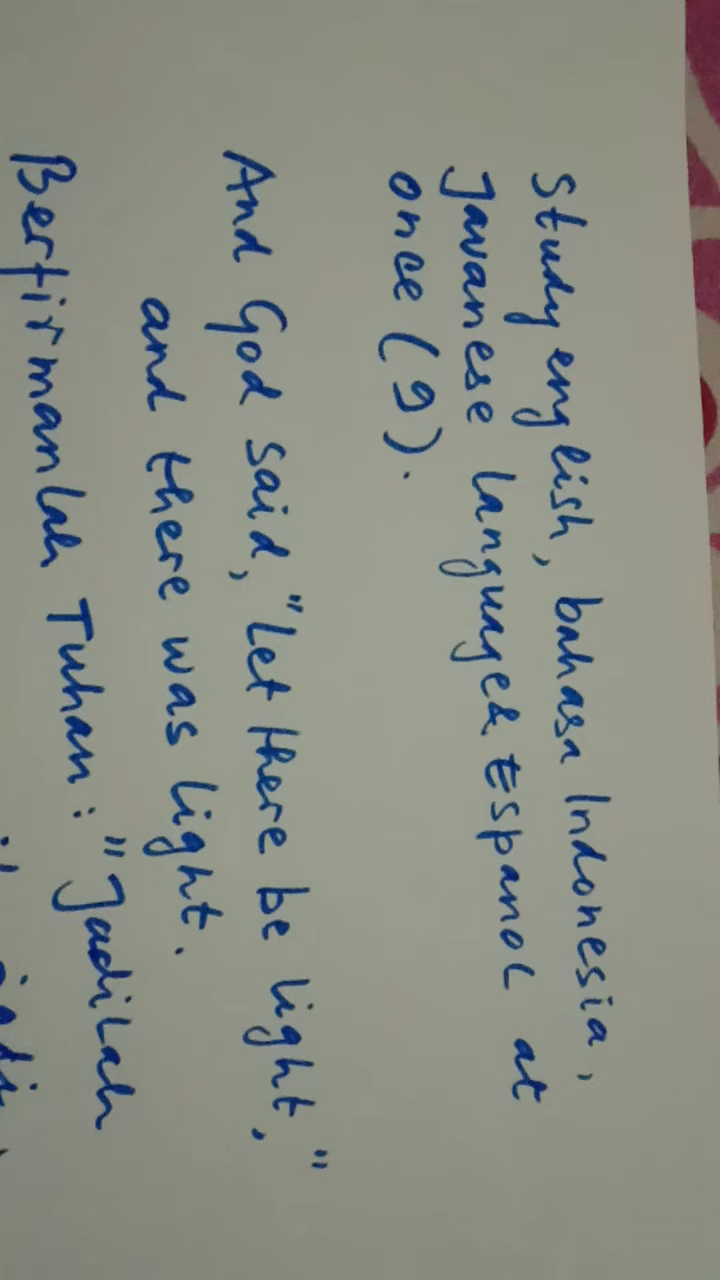 Study english, bahasa Indonesia,
Javanese language & Espanol at
once (9).
And God said, "Let there be light,"
and there was light.
Berfirmanlah Tuhan: "Jadilah